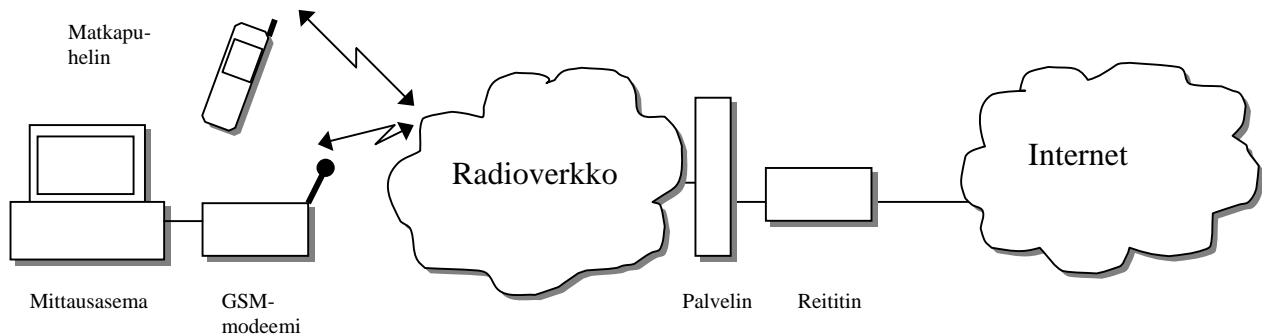 Matkapu-
helin
Radioverkko
Internet
Mittausasema
GSM-
modeemi
Palvelin
Reititin